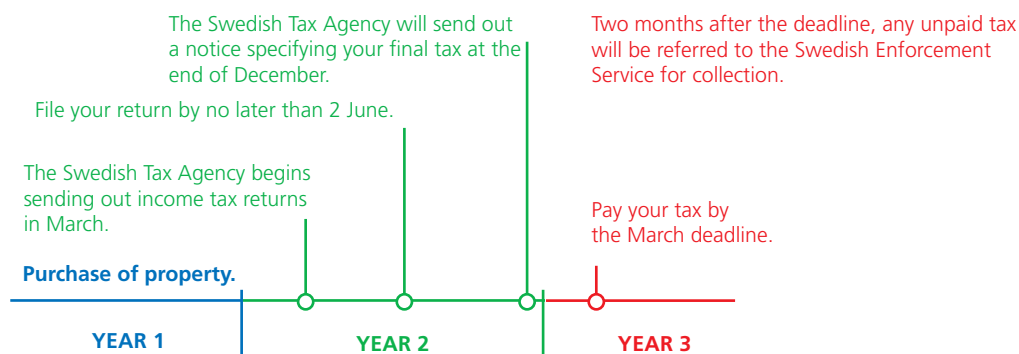 The Swedish Tax Agency will send out
a notice specifying your final tax at the
end of December.
Two months after the deadline, any unpaid tax
will be referred to the Swedish Enforcement
Service for collection.
File your return by no later than 2 June.
The Swedish Tax Agency begins
sending out income tax returns
in March.
Pay your tax by
the March deadline.
Purchase of property.
YEAR 1
YEAR 2
YEAR 3